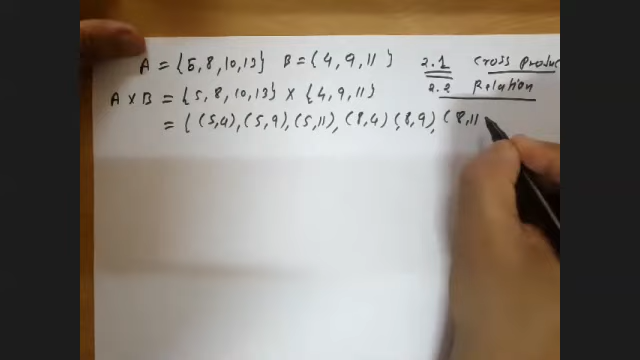 A = {5, 8, 10, 13} B = { 4, 9, 11 }
2.1 Cross produc
A × B = {5, 8, 10, 13} × {4, 9, 11}
2.2 Relation
= { (5,4), (5,9), (5,11), (8,4) (8,9), (8,11